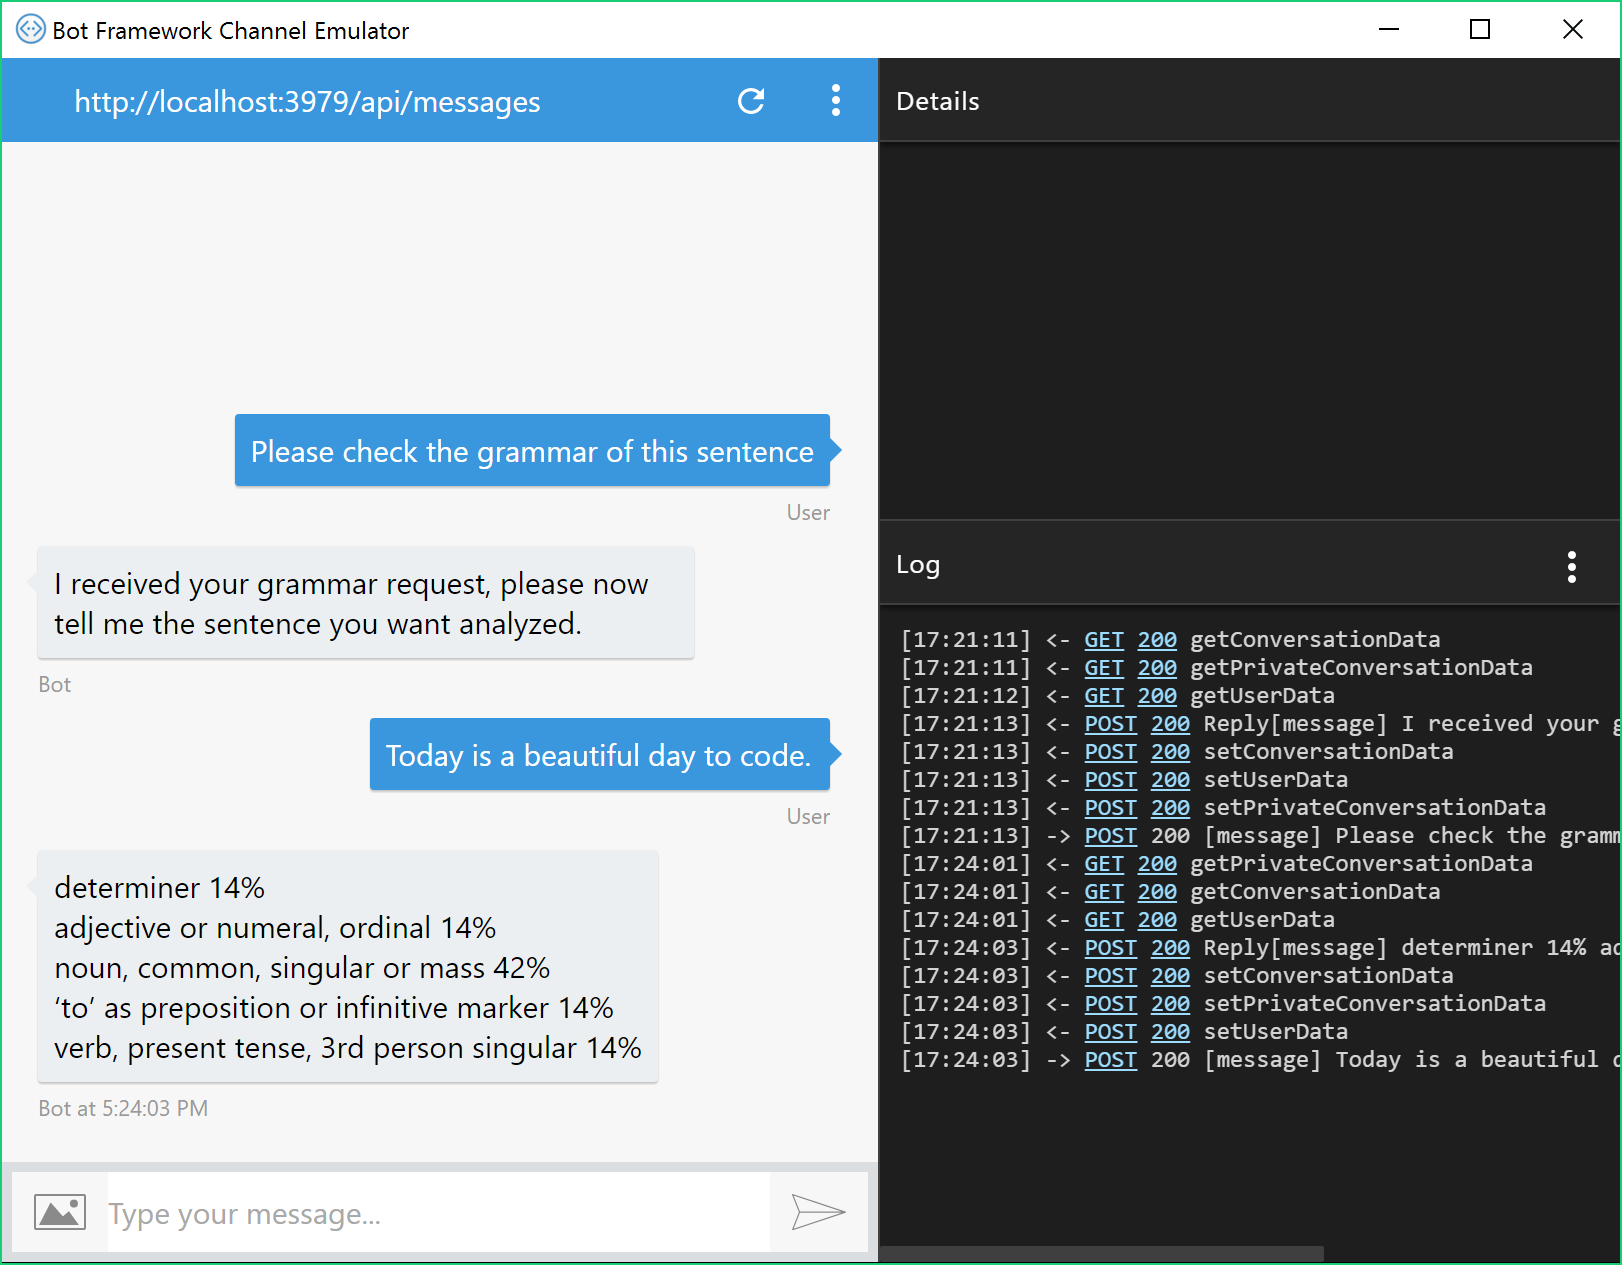 Bot Framework Channel Emulator
http://localhost:3979/api/messages
Please check the grammar of this sentence
User
I received your grammar request, please now
tell me the sentence you want analyzed.
Bot
Today is a beautiful day to code.
User
determiner 14%
adjective or numeral, ordinal 14%
noun, common, singular or mass 42%
‘to’ as preposition or infinitive marker 14%
verb, present tense, 3rd person singular 14%
Bot at 5:24:03 PM
Type your message...
Details
Log
[17:21:11] <- GET 200 getConversationData
[17:21:11] <- GET 200 getPrivateConversationData
[17:21:12] <- GET 200 getUserData
[17:21:13] <- POST 200 Reply[message] I received your
[17:21:13] <- POST 200 setConversationData
[17:21:13] <- POST 200 setUserData
[17:21:13] <- POST 200 setPrivateConversationData
[17:21:13] -> POST 200 [message] Please check the gramm
[17:24:01] <- GET 200 getPrivateConversationData
[17:24:01] <- GET 200 getConversationData
[17:24:01] <- GET 200 getUserData
[17:24:03] <- POST 200 Reply[message] determiner 14% ad
[17:24:03] <- POST 200 setConversationData
[17:24:03] <- POST 200 setPrivateConversationData
[17:24:03] <- POST 200 setUserData
[17:24:03] -> POST 200 [message] Today is a beautiful